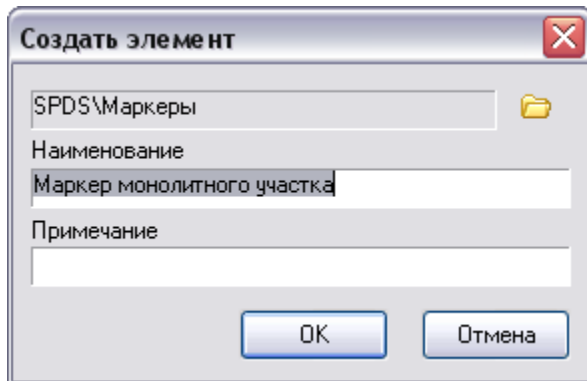 Создать элемент
SPDS\Маркеры
Наименование
Маркер монолитного участка
Примечание
OK
Отмена